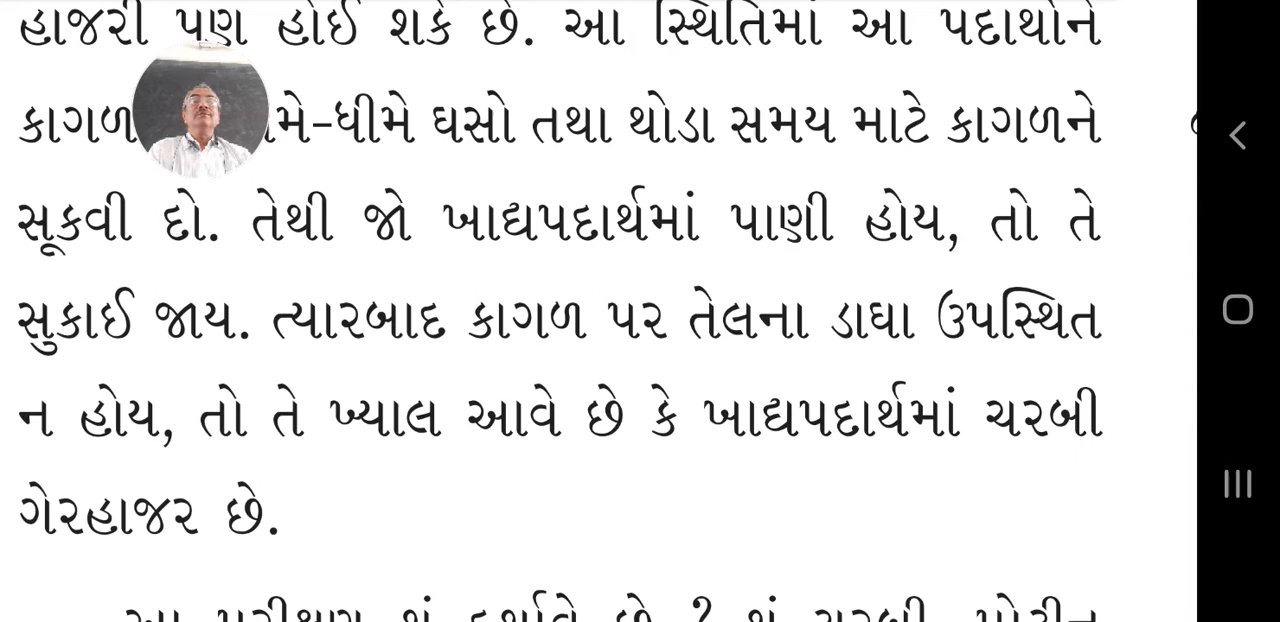 હાજરી પણ હોઈ શકે છે. આ સ્થિતિમાં આ પદાર્થોને
કાગળ ઘસો તથા થોડા સમય માટે કાગળને
સૂકવી દો. તેથી જો ખાદ્યપદાર્થમાં પાણી હોય, તો તે
સુકાઈ જાય. ત્યારબાદ કાગળ પર તેલના ડાઘા ઉપસ્થિત
ન હોય, તો તે ખ્યાલ આવે છે કે ખાદ્યપદાર્થમાં ચરબી
ગેરહાજર છે.